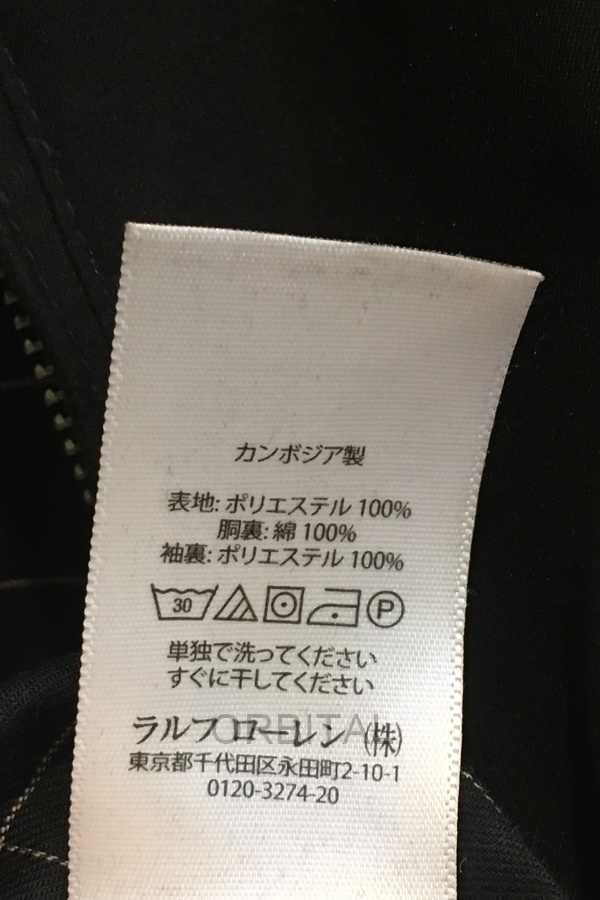 カンボジア製
表地: ポリエステル 100%
胴裏: 綿 100%
袖裏: ポリエステル 100%
30
P
単独で洗ってください
すぐに干してください
ORBITAL
ラルフ ローレン (株)
東京都千代田区永田町2-10-1
0120-3274-20